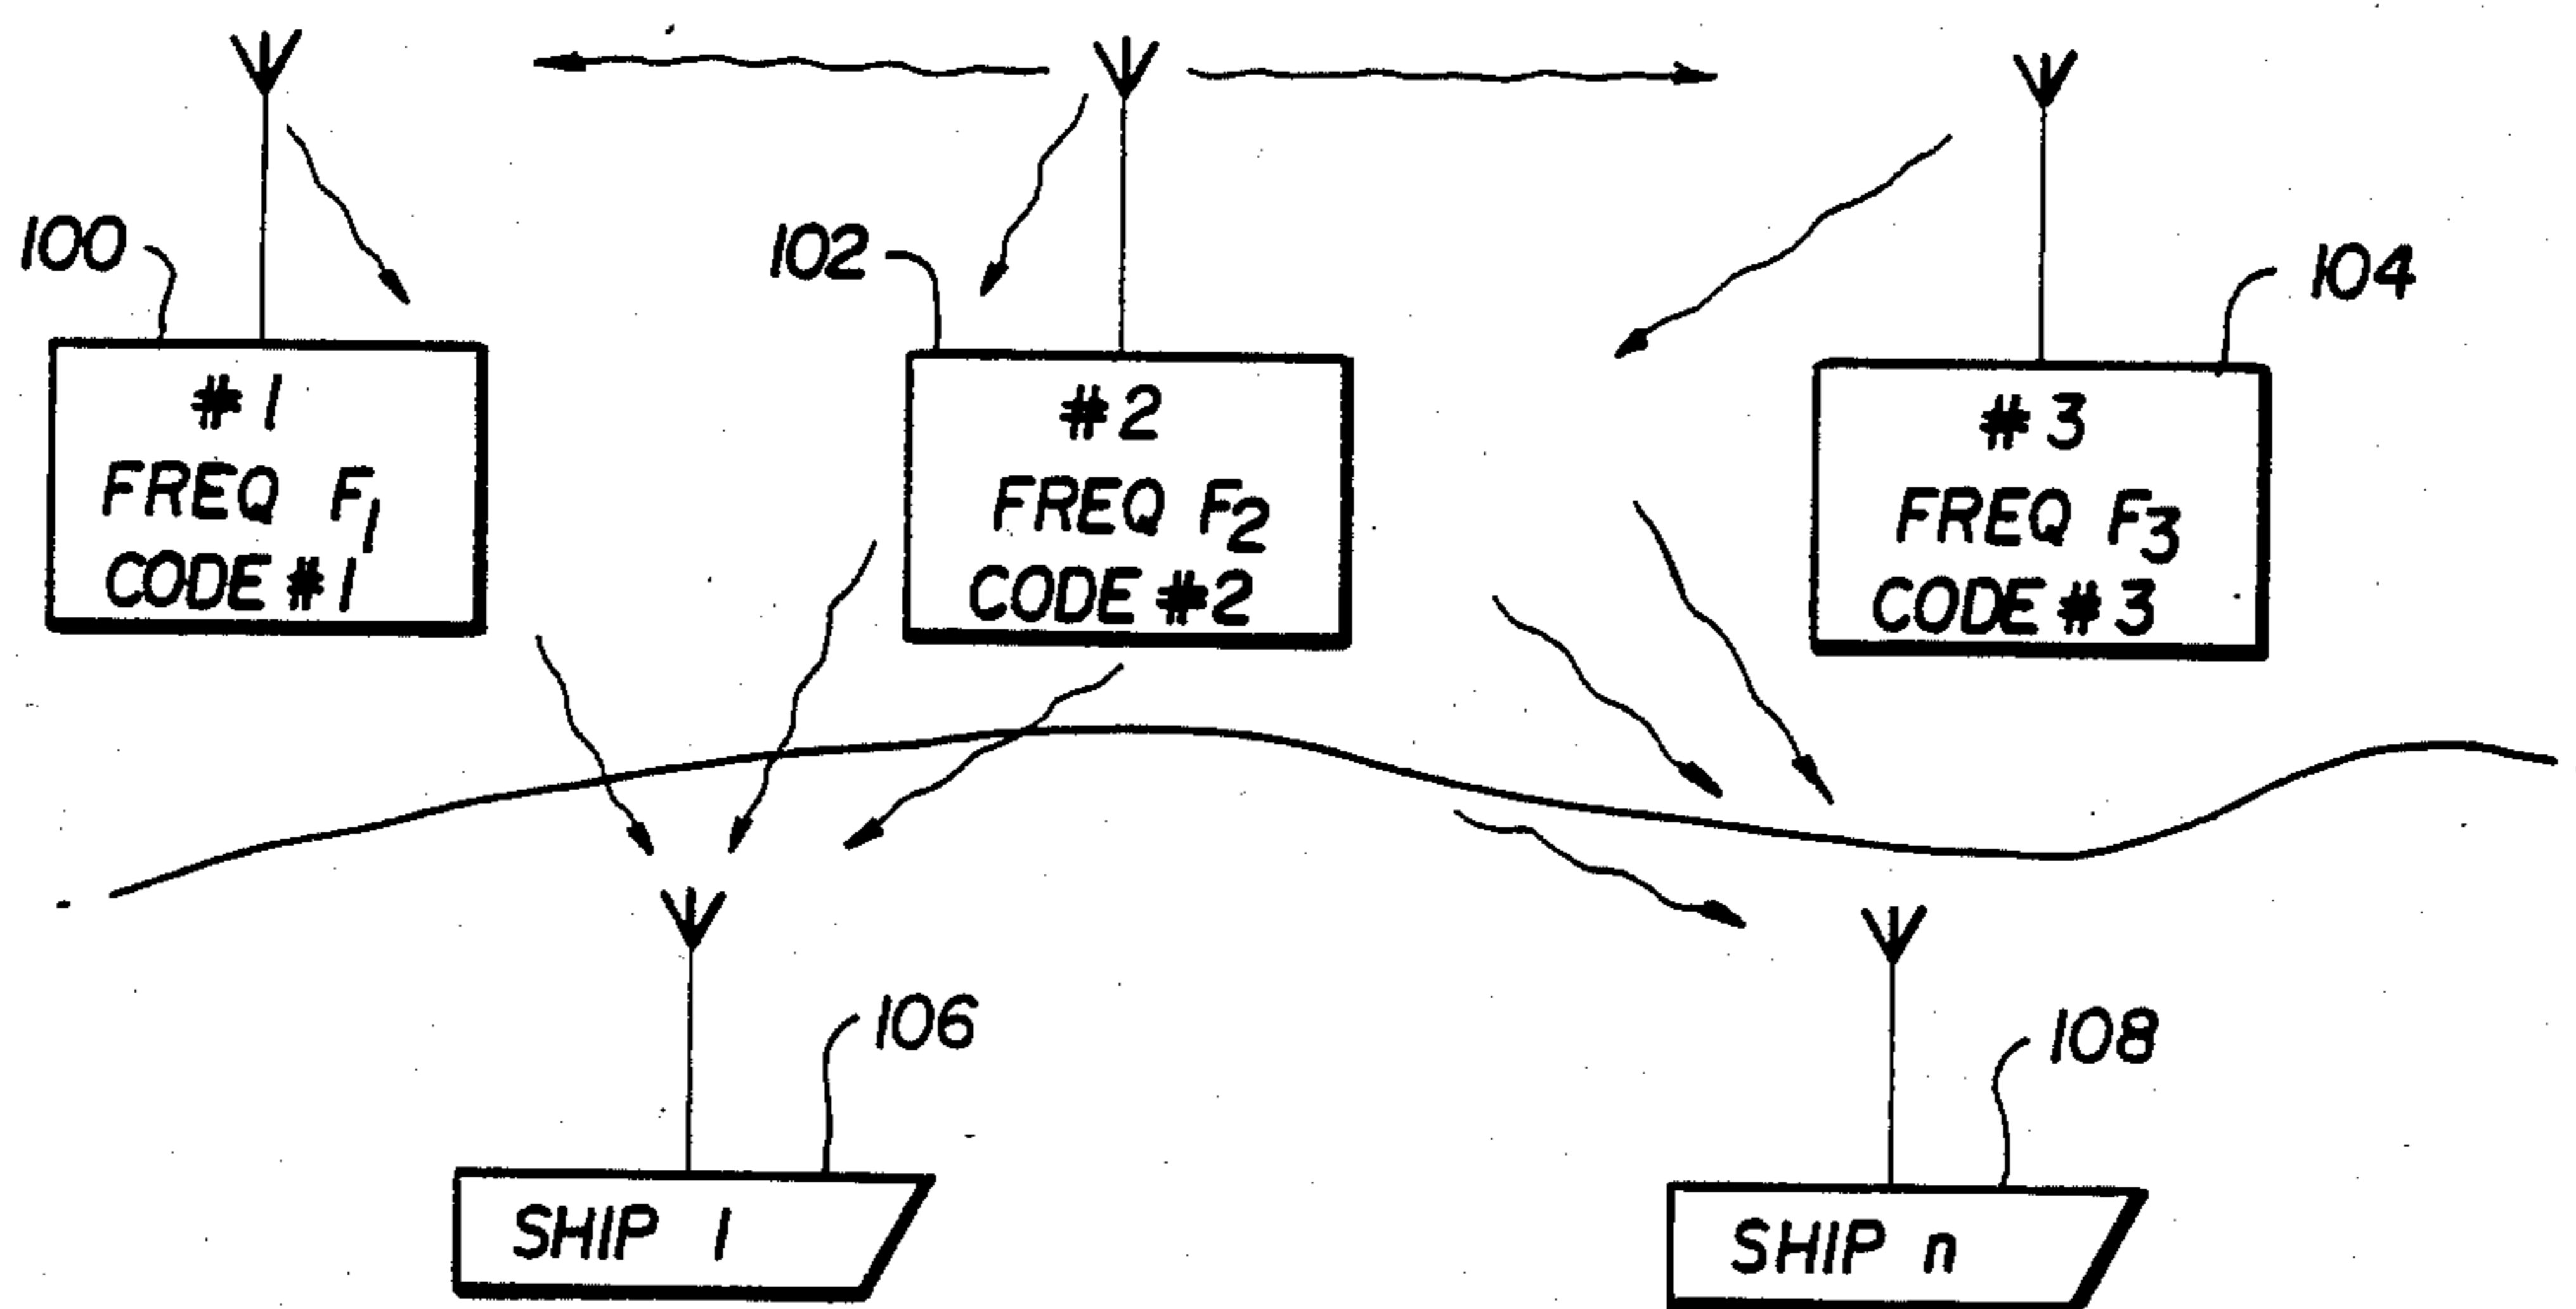 100
102
104
#1
FREQ F1
CODE #1
#2
FREQ F2
CODE #2
#3
FREQ F3
CODE #3
106
108
SHIP 1
SHIP n